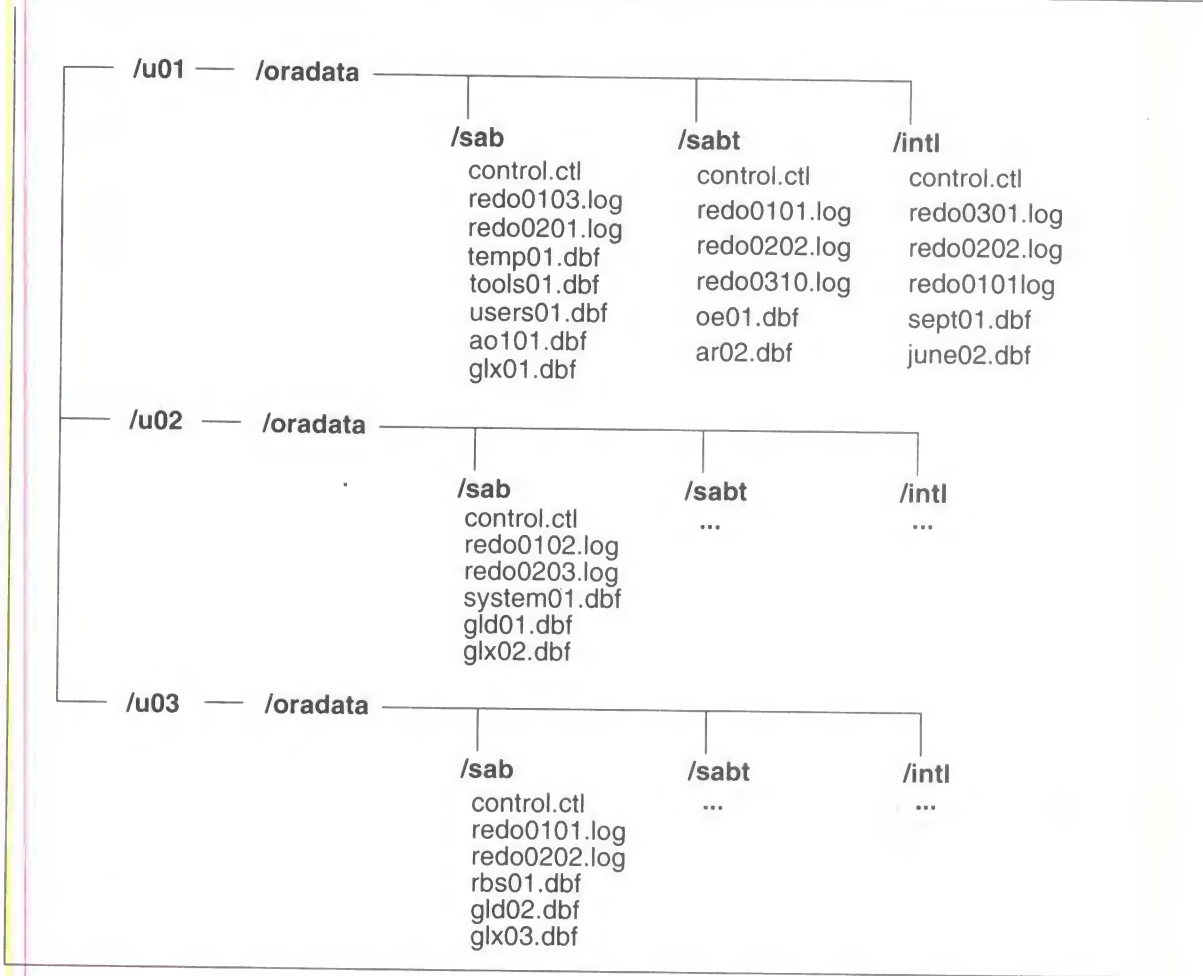 /u01 — /oradata
/sab
control.ctl
redo0103.log
redo0201.log
temp01.dbf
tools01.dbf
users01.dbf
ao101.dbf
glx01.dbf
/sabt
control.ctl
redo0101.log
redo0202.log
redo0310.log
oe01.dbf
ar02.dbf
/intl
control.ctl
redo0301.log
redo0202.log
redo0101log
sept01.dbf
june02.dbf
/u02 — /oradata
/sab
control.ctl
redo0102.log
redo0203.log
system01.dbf
gld01.dbf
glx02.dbf
/sabt
...
/intl
...
/u03 — /oradata
/sab
control.ctl
redo0101.log
redo0202.log
rbs01.dbf
gld02.dbf
glx03.dbf
/sabt
...
/intl
...